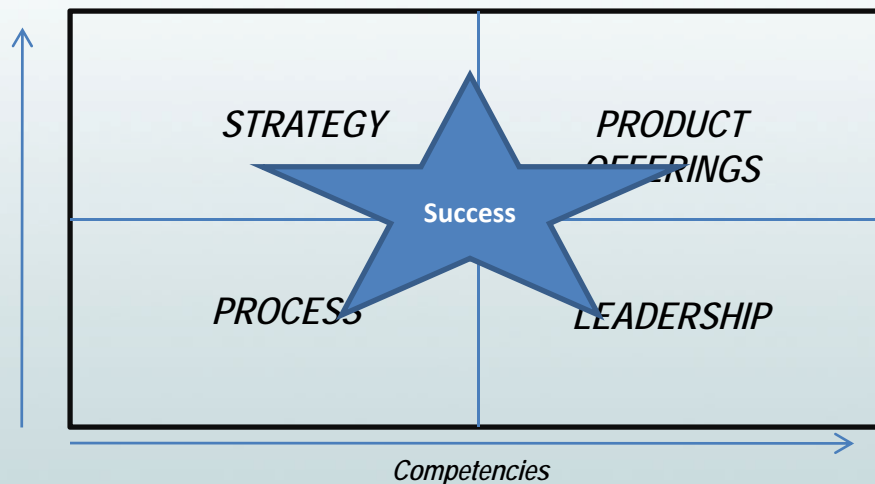 STRATEGY
PRODUCT
OFFERINGS
Success
PROCESS
LEADERSHIP
Competencies